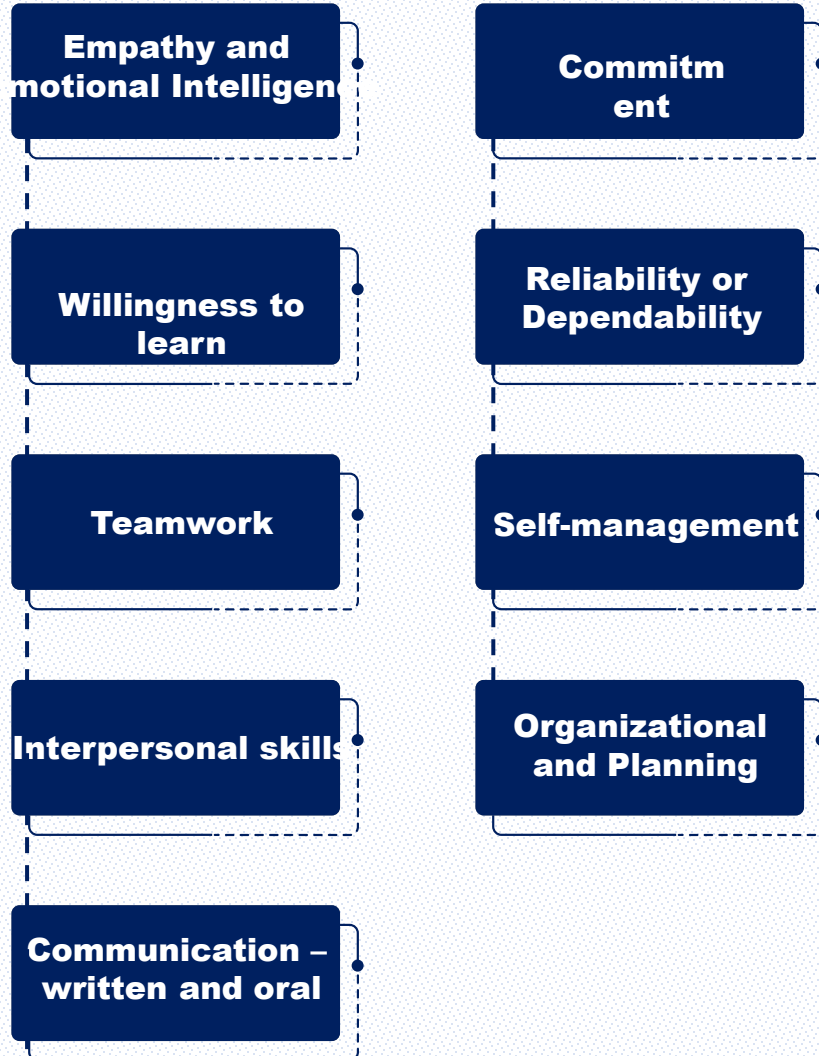 Empathy and
motional Intelligenc
Willingness to
learn
Teamwork
Interpersonal skills
Communication –
written and oral
Commitm
ent
Reliability or
Dependability
Self-management
Organizational
and Planning